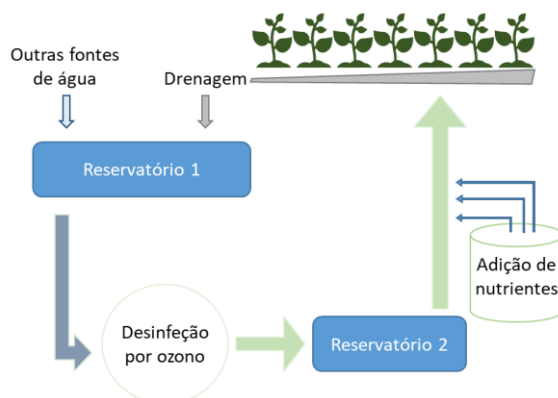 Outras fontes
de água
Drenagem
Reservatório 1
Desinfeção
por ozono
Reservatório 2
Adição de
nutrientes